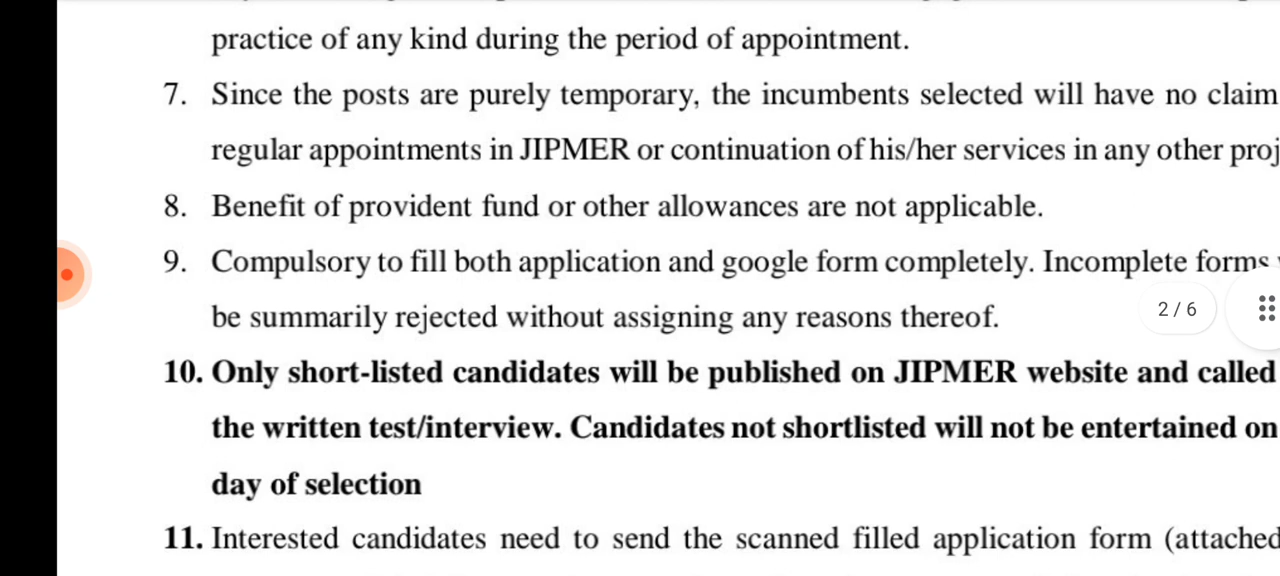 practice of any kind during the period of appointment.
7. Since the posts are purely temporary, the incumbents selected will have no claim
regular appointments in JIPMER or continuation of his/her services in any other proj
8. Benefit of provident fund or other allowances are not applicable.
9. Compulsory to fill both application and google form completely. Incomplete forms
be summarily rejected without assigning any reasons thereof.
2 / 6
10. Only short-listed candidates will be published on JIPMER website and called
the written test/interview. Candidates not shortlisted will not be entertained on
day of selection
11. Interested candidates need to send the scanned filled application form (attached